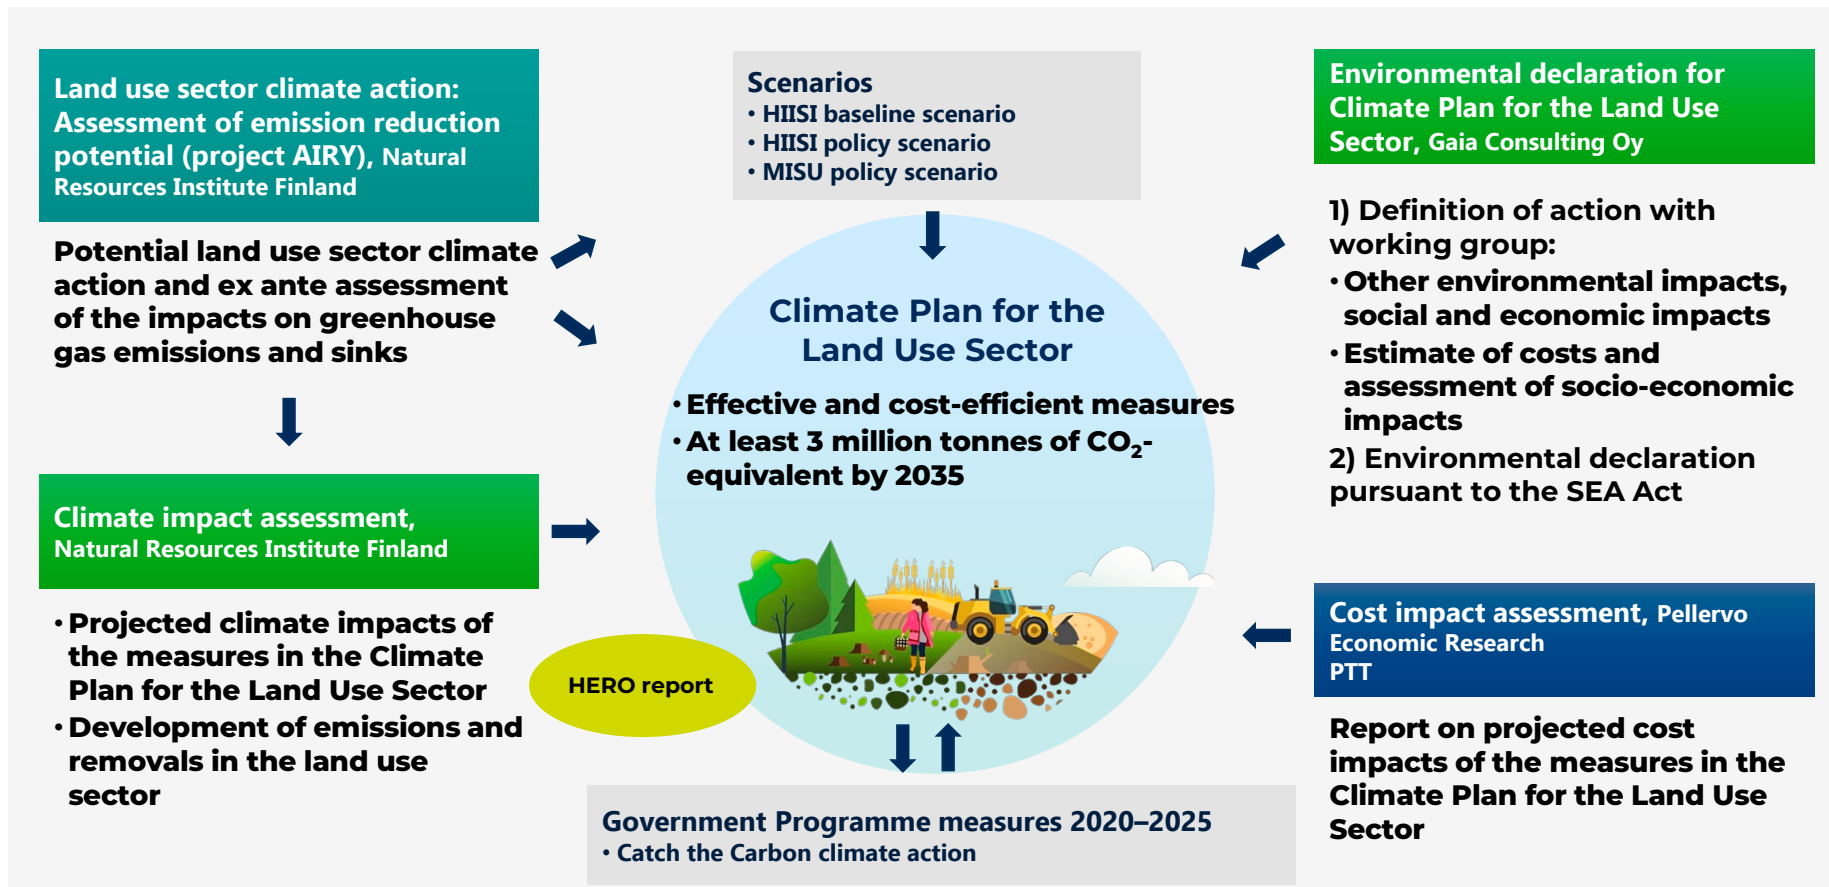 Land use sector climate action:
Assessment of emission reduction
potential (project AIRY), Natural
Resources Institute Finland
Potential land use sector climate
action and ex ante assessment
of the impacts on greenhouse
gas emissions and sinks
Climate impact assessment,
Natural Resources Institute Finland
• Projected climate impacts of
the measures in the Climate
Plan for the Land Use Sector
• Development of emissions and
removals in the land use
sector
Scenarios
• HIISI baseline scenario
• HIISI policy scenario
• MISU policy scenario
Climate Plan for the
Land Use Sector
• Effective and cost-efficient measures
• At least 3 million tonnes of CO₂-
equivalent by 2035
HERO report
Government Programme measures 2020–2025
• Catch the Carbon climate action
Environmental declaration for
Climate Plan for the Land Use
Sector, Gaia Consulting Oy
1) Definition of action with
working group:
• Other environmental impacts,
social and economic impacts
• Estimate of costs and
assessment of socio-economic
impacts
2) Environmental declaration
pursuant to the SEA Act
Cost impact assessment, Pellervo
Economic Research
PTT
Report on projected cost
impacts of the measures in the
Climate Plan for the Land Use
Sector